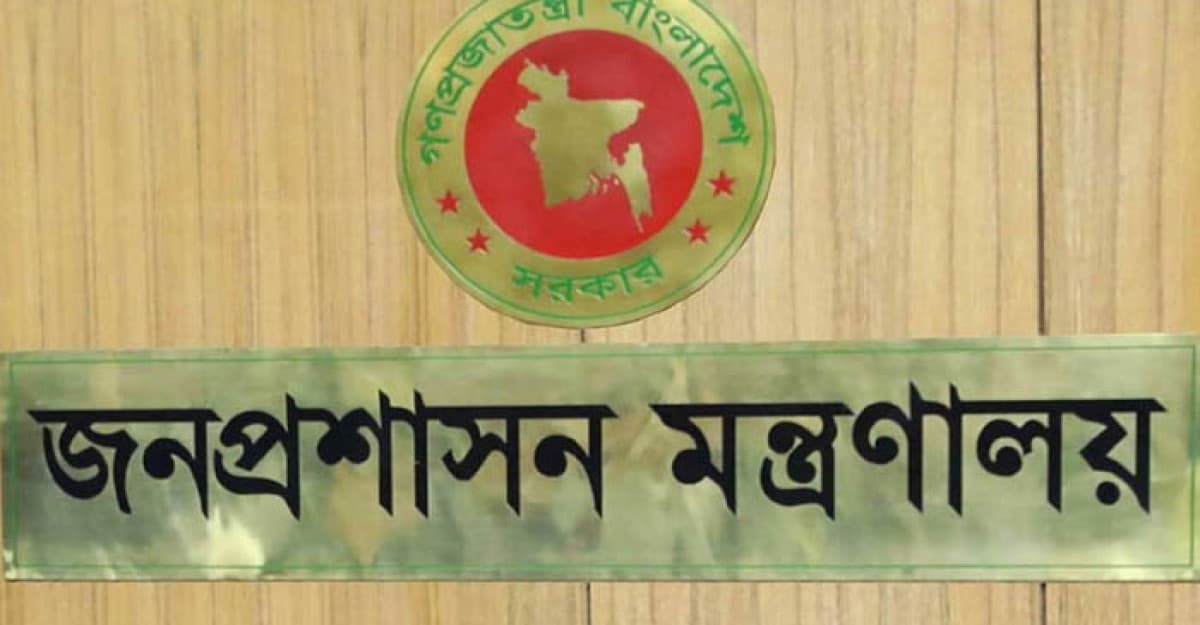 গণপ্রজাতন্ত্রী বাংলাদেশ
সরকার
জনপ্রশাসন মন্ত্রণালয়